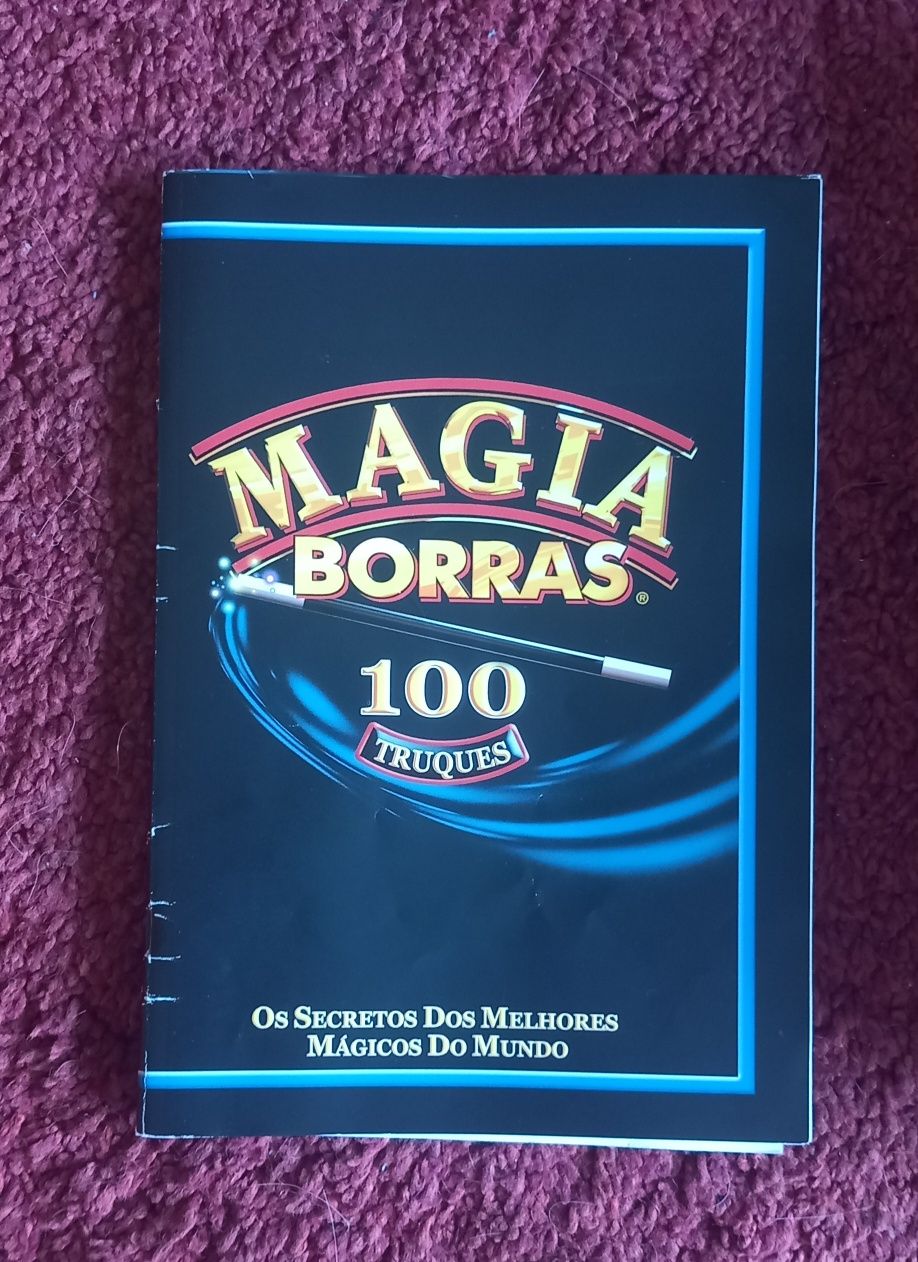 MAGIA
BORRAS®
100
TRUQUES
OS SECRETOS DOS MELHORES
MÁGICOS DO MUNDO